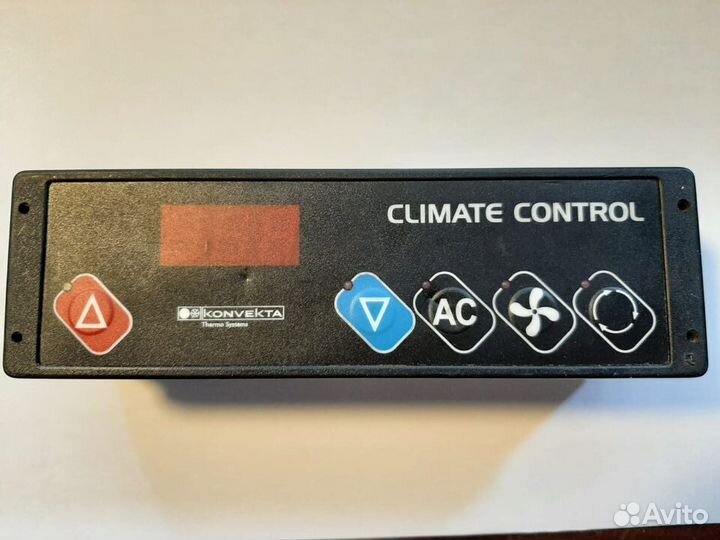 CLIMATE CONTROL
KONVEKTA
Thermo Systems
AC
Avito